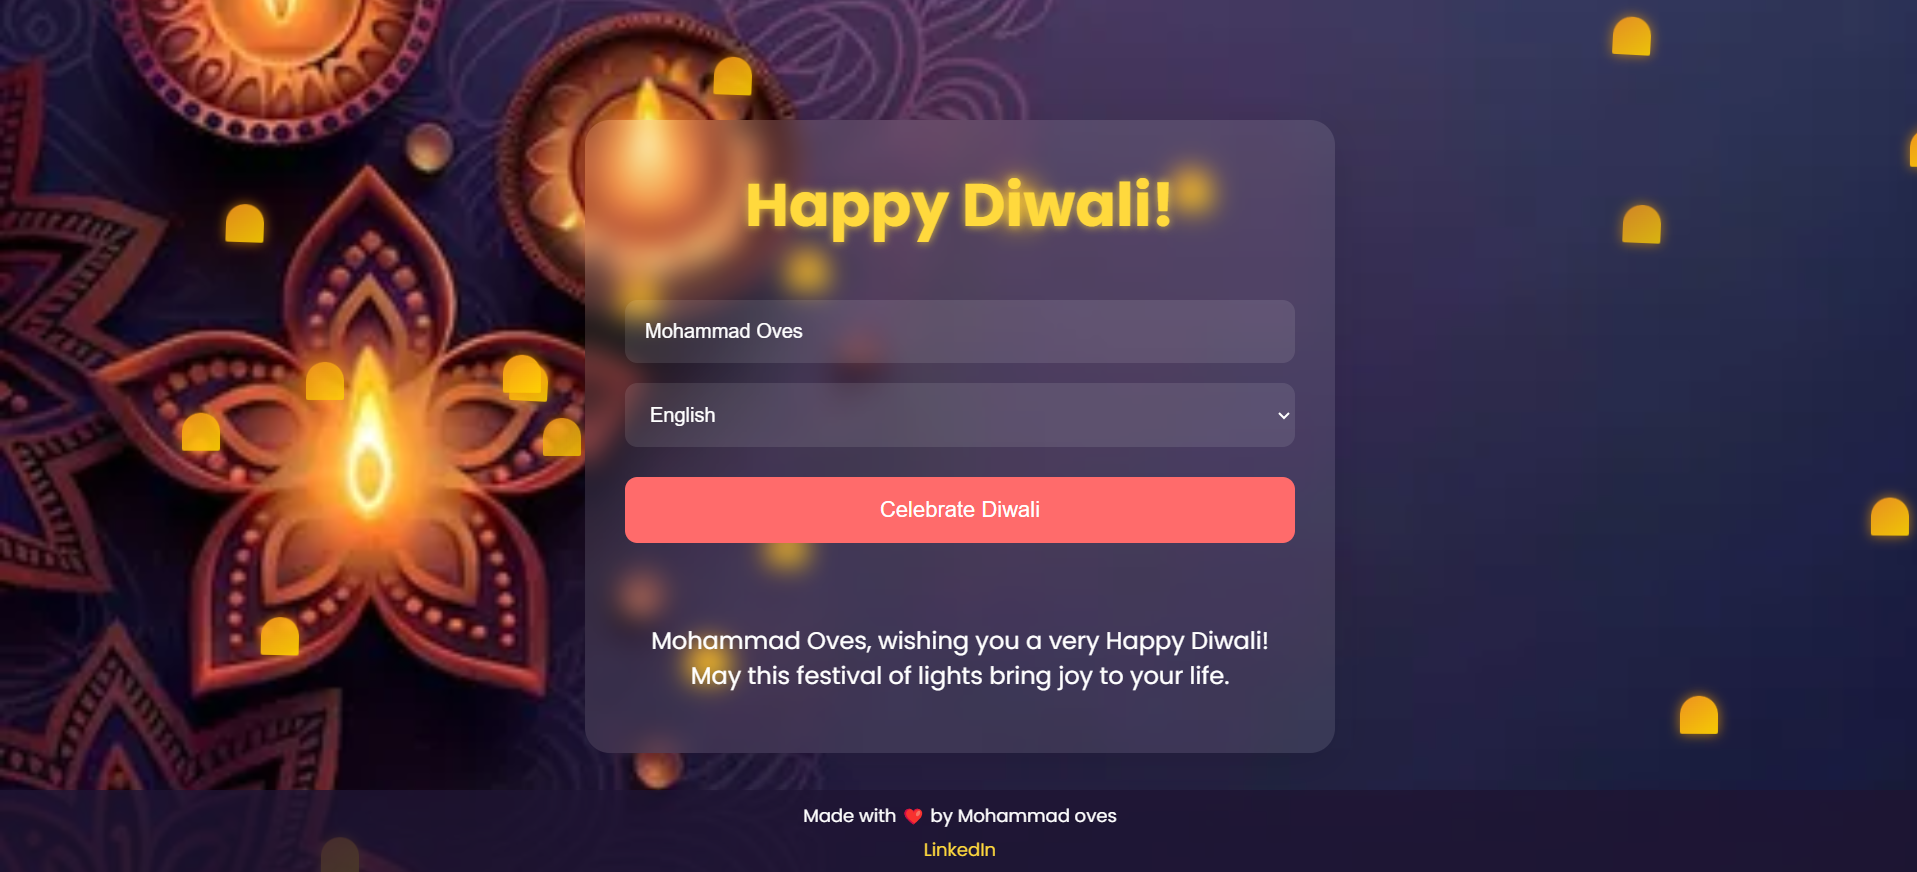 Happy Diwali!
Mohammad Oves
English
Celebrate Diwali
Mohammad Oves, wishing you a very Happy Diwali!
May this festival of lights bring joy to your life.
Made with ❤️ by Mohammad oves
LinkedIn